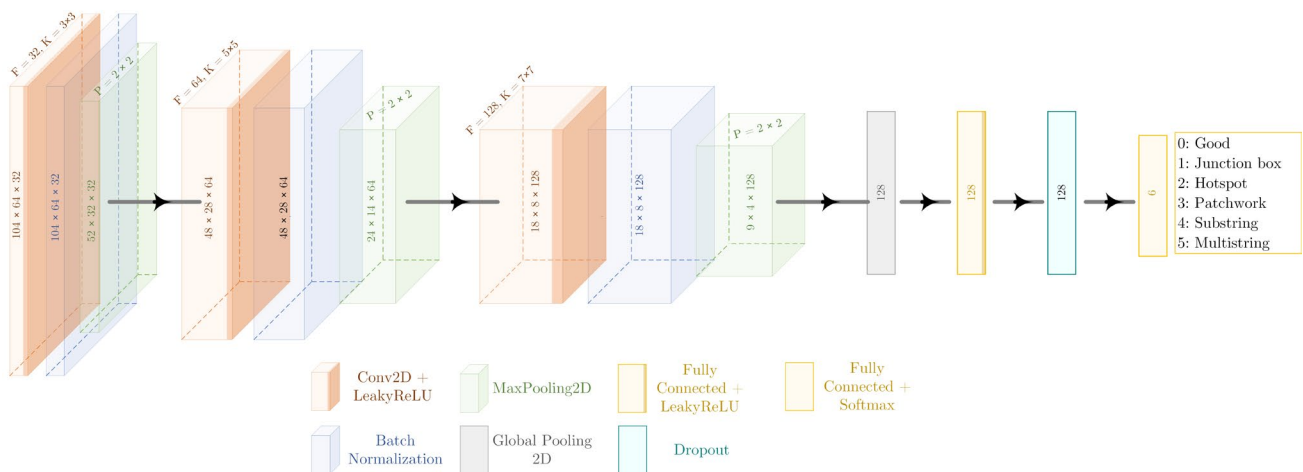 F = 32, K = 3×3
104 × 64 × 32
104 × 64 × 32
P = 2 × 2
52 × 32 × 32
F = 64, K = 5×5
48 × 28 × 64
48 × 28 × 64
P = 2 × 2
24 × 14 × 64
F = 128, K = 7×7
18 × 8 × 128
18 × 8 × 128
P = 2 × 2
9 × 4 × 128
128
128
128
6
0: Good
1: Junction box
2: Hotspot
3: Patchwork
4: Substring
5: Multistring
Conv2D +
LeakyReLU
MaxPooling2D
Fully
Connected +
LeakyReLU
Fully
Connected +
Softmax
Batch
Normalization
Global Pooling
2D
Dropout